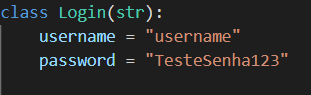 class Login(str):
    username = "username"
    password = "TesteSenha123"